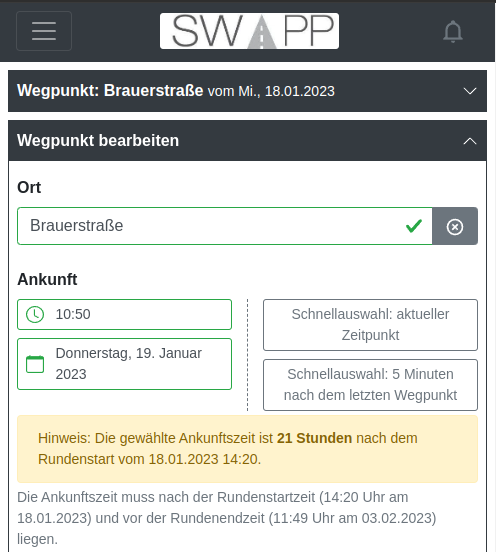 SWAPP
Wegpunkt: Brauerstraße vom Mi., 18.01.2023
Wegpunkt bearbeiten
Ort
Brauerstraße
Ankunft
10:50
Donnerstag, 19. Januar
2023
Schnellauswahl: aktueller
Zeitpunkt
Schnellauswahl: 5 Minuten
nach dem letzten Wegpunkt
Hinweis: Die gewählte Ankunftszeit ist 21 Stunden nach dem
Rundenstart vom 18.01.2023 14:20.
Die Ankunftszeit muss nach der Rundenstartzeit (14:20 Uhr am
18.01.2023) und vor der Rundenendzeit (11:49 Uhr am 03.02.2023)
liegen.